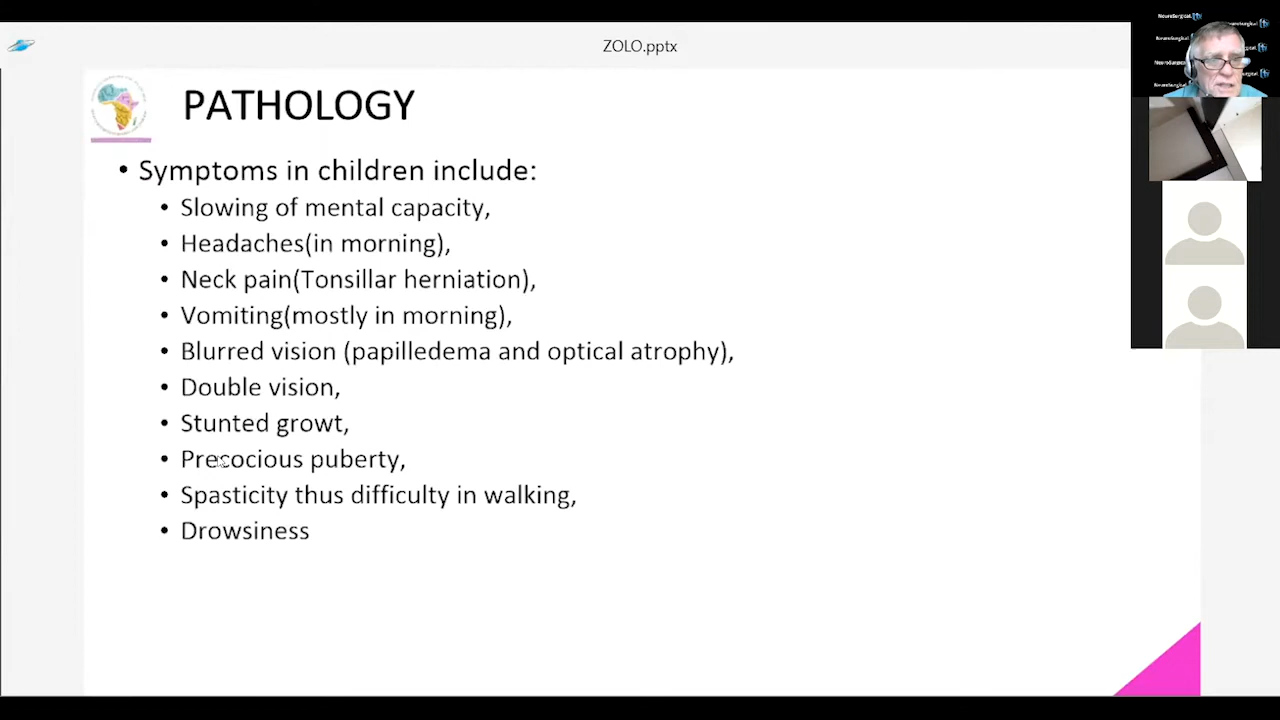 ZOLO.pptx
PATHOLOGY
• Symptoms in children include:
• Slowing of mental capacity,
• Headaches(in morning),
• Neck pain(Tonsillar herniation),
• Vomiting(mostly in morning),
• Blurred vision (papilledema and optical atrophy),
• Double vision,
• Stunted growt,
• Precocious puberty,
• Spasticity thus difficulty in walking,
• Drowsiness